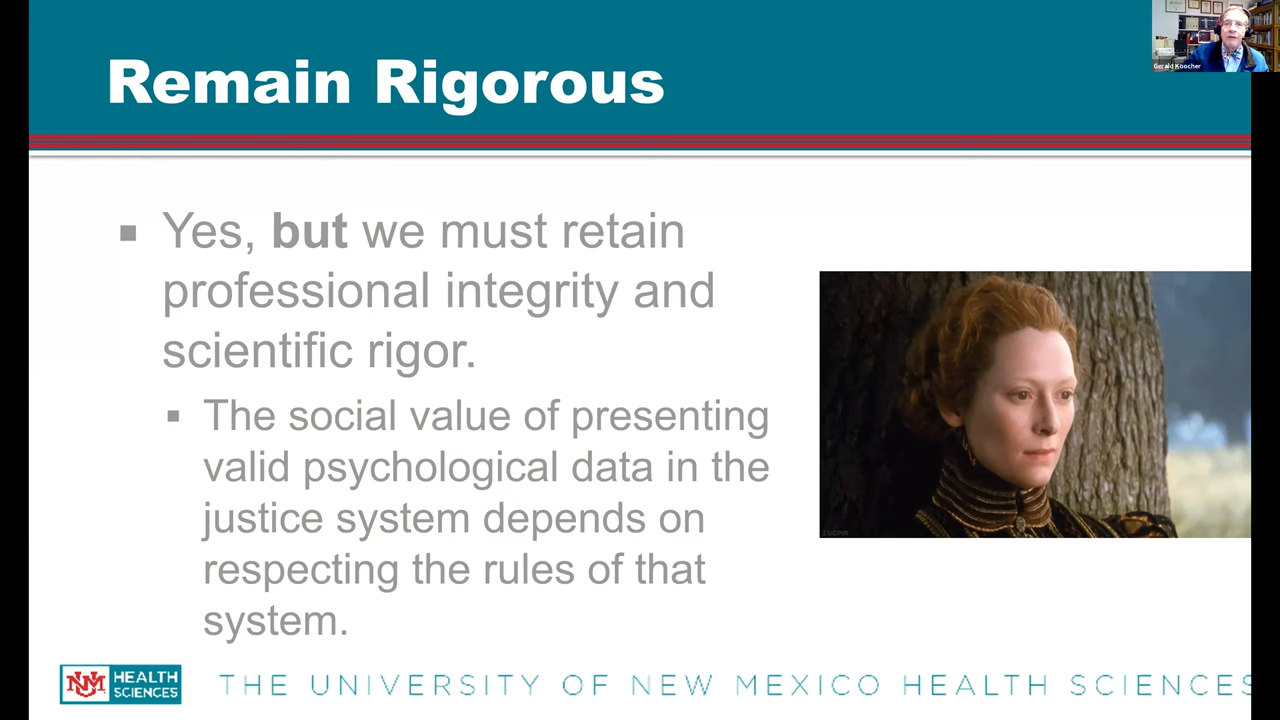 Remain Rigorous
Gerald Koocher
Yes, but we must retain
professional integrity and
scientific rigor.
The social value of presenting
valid psychological data in the
justice system depends on
respecting the rules of that
system.
UNM HEALTH
SCIENCES
THE UNIVERSITY OF NEW MEXICO HEALTH SCIENCES